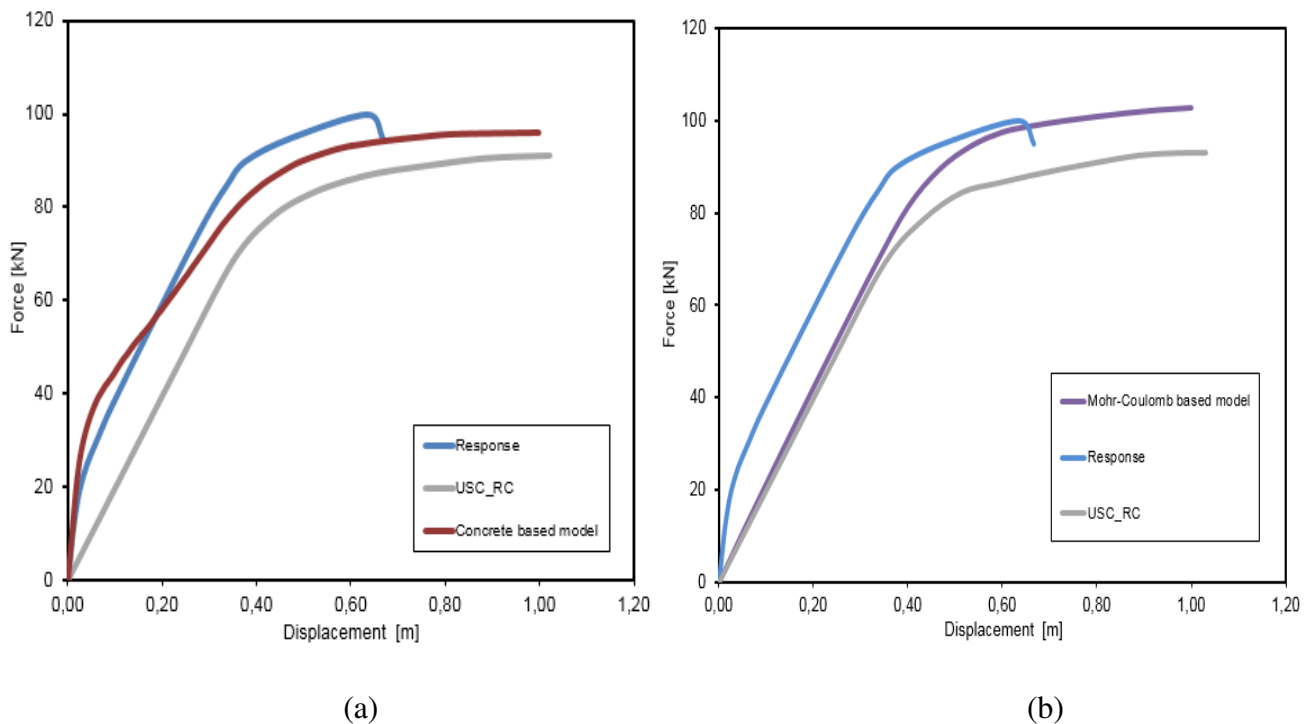 120
100
80
60
40
20
0
Force [kN]
0,00 0,20 0,40 0,60 0,80 1,00 1,20
Displacement [m]
Response
USC_RC
Concrete based model
(a)
120
100
80
60
40
20
0
Force [kN]
0,00 0,20 0,40 0,60 0,80 1,00 1,20
Displacement [m]
Mohr-Coulomb based model
Response
USC_RC
(b)